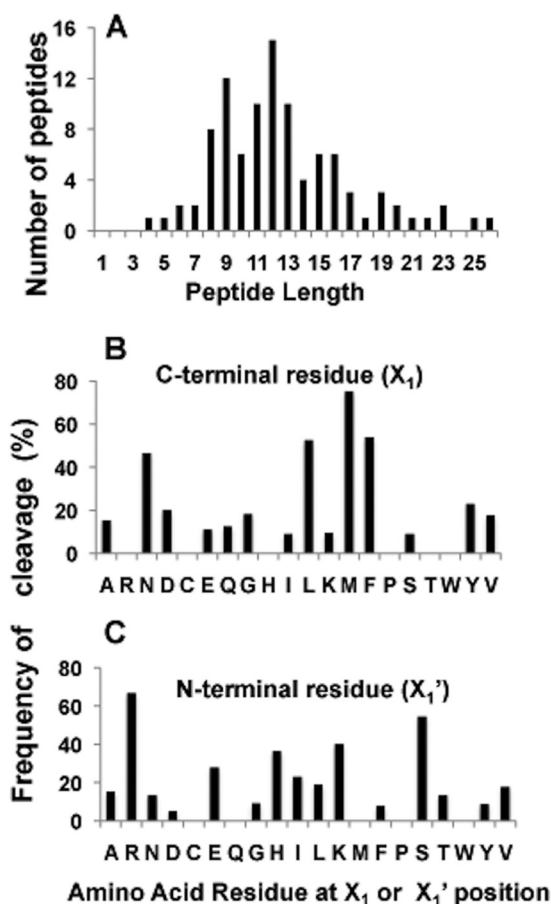 A
Number of peptides
16
12
8
4
0
1 3 5 7 9 11 13 15 17 19 21 23 25
Peptide Length
B
C-terminal residue (X₁)
Frequency of cleavage (%)
80
60
40
20
0
A R N D C E Q G H I L K M F P S T W Y V
C
N-terminal residue (X₁')
80
60
40
20
0
A R N D C E Q G H I L K M F P S T W Y V
Amino Acid Residue at X₁ or X₁' position